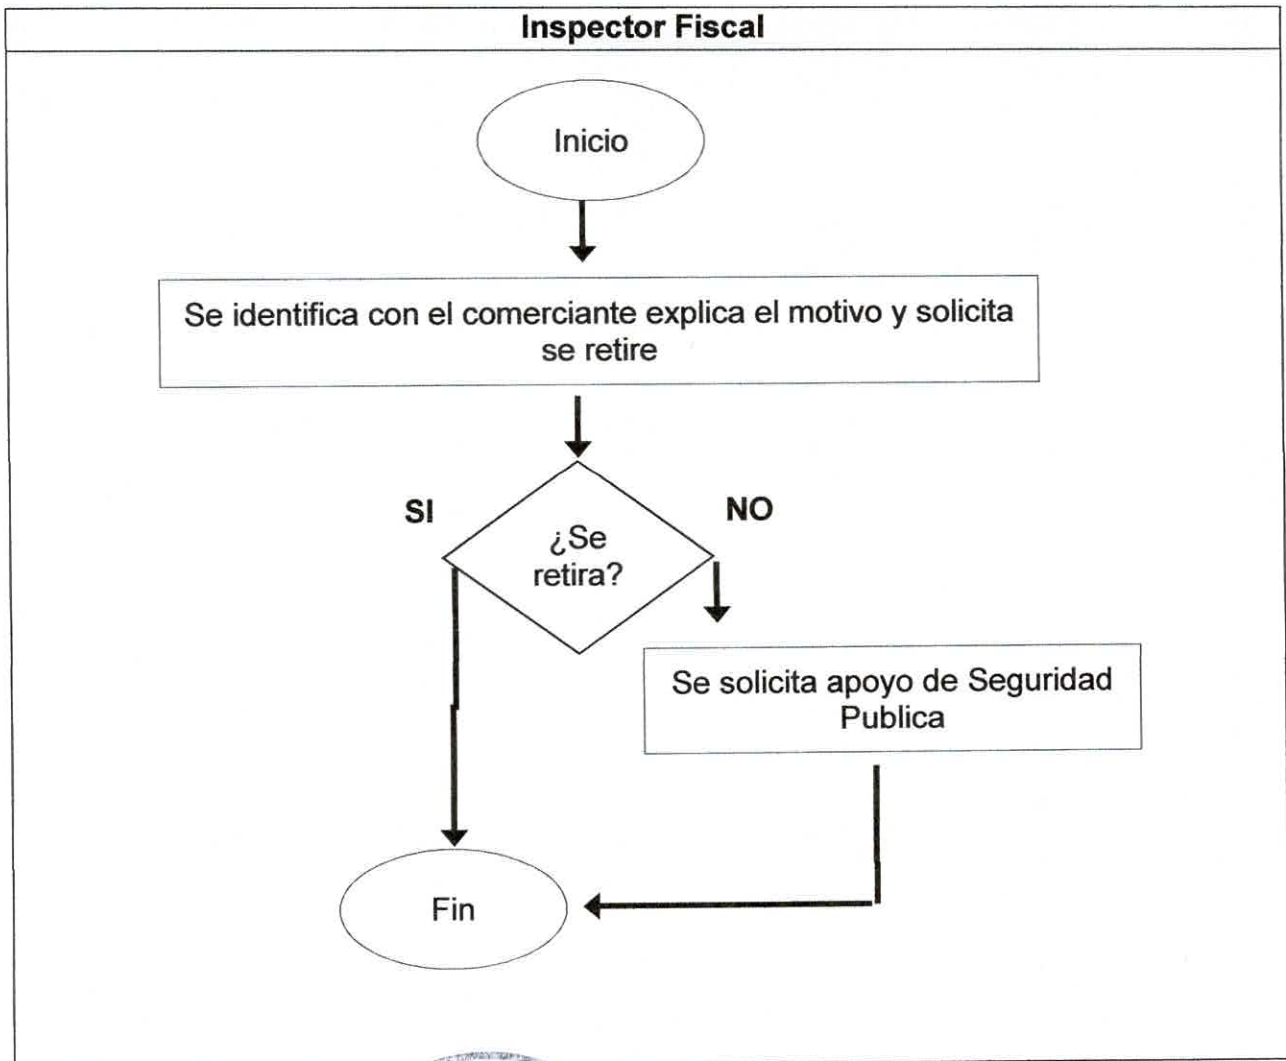 Inspector Fiscal
Inicio
Se identifica con el comerciante explica el motivo y solicita
se retire
SI
NO
¿Se
retira?
Se solicita apoyo de Seguridad
Publica
Fin